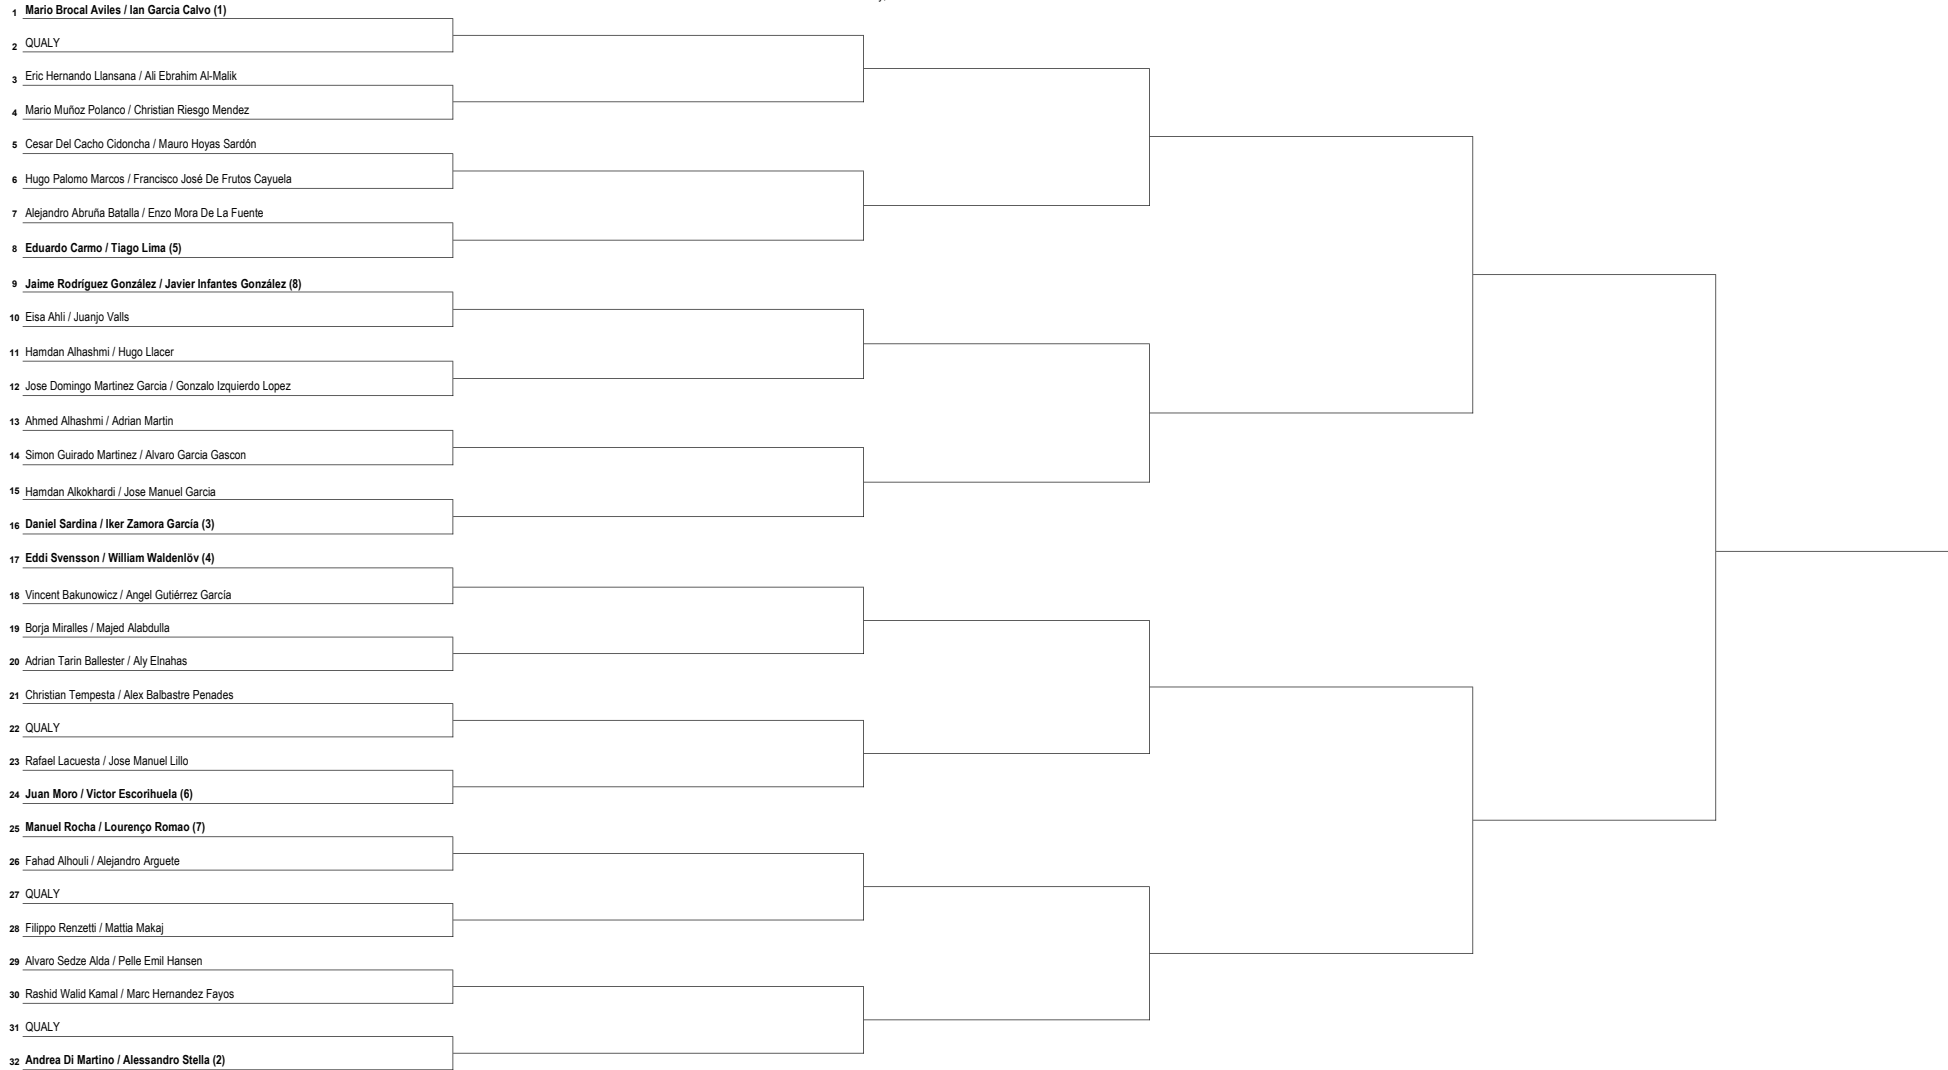 1 Mario Brocal Aviles / Ian Garcia Calvo (1)
2 QUALY
3 Eric Hernando Llansana / Ali Ebrahim Al-Malik
4 Mario Muñoz Polanco / Christian Riesgo Mendez
5 Cesar Del Cacho Cidoncha / Mauro Hoyas Sardón
6 Hugo Palomo Marcos / Francisco José De Frutos Cayuela
7 Alejandro Abruña Batalla / Enzo Mora De La Fuente
8 Eduardo Carmo / Tiago Lima (5)
9 Jaime Rodríguez González / Javier Infantes González (8)
10 Eisa Ahli / Juanjo Valls
11 Hamdan Alhashmi / Hugo Llacer
12 Jose Domingo Martinez Garcia / Gonzalo Izquierdo Lopez
13 Ahmed Alhashmi / Adrian Martin
14 Simon Guirado Martinez / Alvaro Garcia Gascon
15 Hamdan Alkokhardi / Jose Manuel Garcia
16 Daniel Sardina / Iker Zamora García (3)
17 Eddi Svensson / William Waldenlöv (4)
18 Vincent Bakunowicz / Angel Gutiérrez García
19 Borja Miralles / Majed Alabdulla
20 Adrian Tarin Ballester / Aly Elnahas
21 Christian Tempesta / Alex Balbastre Penades
22 QUALY
23 Rafael Lacuesta / Jose Manuel Lillo
24 Juan Moro / Victor Escorihuela (6)
25 Manuel Rocha / Lourenço Romao (7)
26 Fahad Alhouli / Alejandro Arguete
27 QUALY
28 Filippo Renzetti / Mattia Makaj
29 Alvaro Sedze Alda / Pelle Emil Hansen
30 Rashid Walid Kamal / Marc Hernandez Fayos
31 QUALY
32 Andrea Di Martino / Alessandro Stella (2)